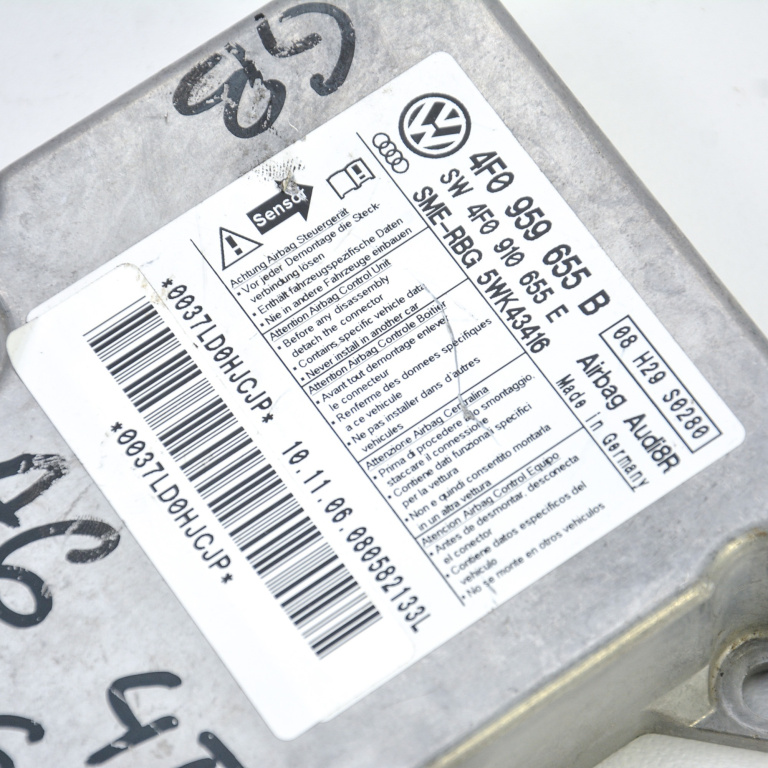 4F0 959 655 B
SW 4F0 910 655 E
SME-RBG 5WK43416
08 H29 S0280
Airbag Audi8R
Made in Germany
Sensor
Achtung Airbag Steuergerät
• Vor jeder Demontage die Steck-
verbindung lösen
• Enthält fahrzeugspezifische Daten
• Nie in andere Fahrzeuge einbauen
Attention Airbag Control Unit
• Before any disassembly
detach the connector
• Contains specific vehicle data
• Never install in another car
Attention Airbag Controle Boitier
• Avant tout demontage enlever
le connecteur
• Renferme des données spécifiques
a ce vehicule
• Ne pas installer dans d'autres
vehicules
Attenzione Airbag Centralina
• Prima di procedere allo smontaggio,
staccare il connessione
• Contiene dati funzionali specifici
per la vettura
• Non e quindi consentito montarla
in un altra vettura
Atencion Airbag Control Equipo
• Antes de desmontar, desconecta
el conector
• Contiene datos especificos del
vehiculo
• No se monte en otros vehiculos
*0037LD0HJCJP*
10.11.06.080582133L
*0037LD0HJCJP*
A6